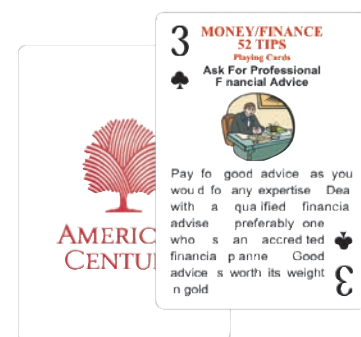 3
MONEY/FINANCE
52 TIPS
Playing Cards
Ask For Professional
F nancial Advice
Pay fo good advice as you
wou d fo any expertise Dea
with a qua ified financia
advise preferably one
who s an accred ted
financia p anne Good
advice s worth its weight
n gold
3
AMERIC
CENTU